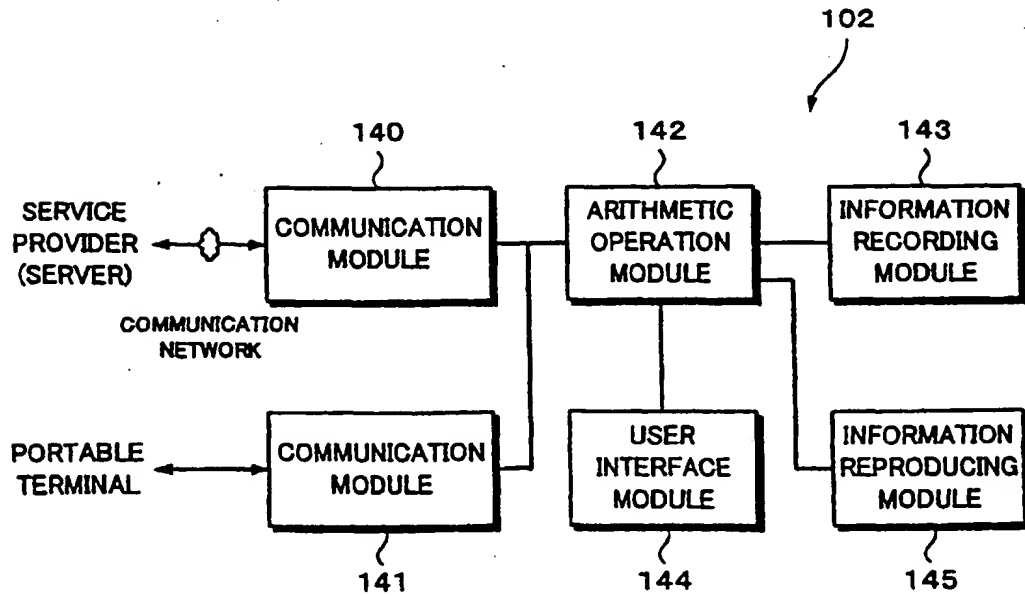 102
140
142
143
SERVICE
PROVIDER
(SERVER)
COMMUNICATION
MODULE
ARITHMETIC
OPERATION
MODULE
INFORMATION
RECORDING
MODULE
COMMUNICATION
NETWORK
PORTABLE
TERMINAL
COMMUNICATION
MODULE
USER
INTERFACE
MODULE
INFORMATION
REPRODUCING
MODULE
141
144
145